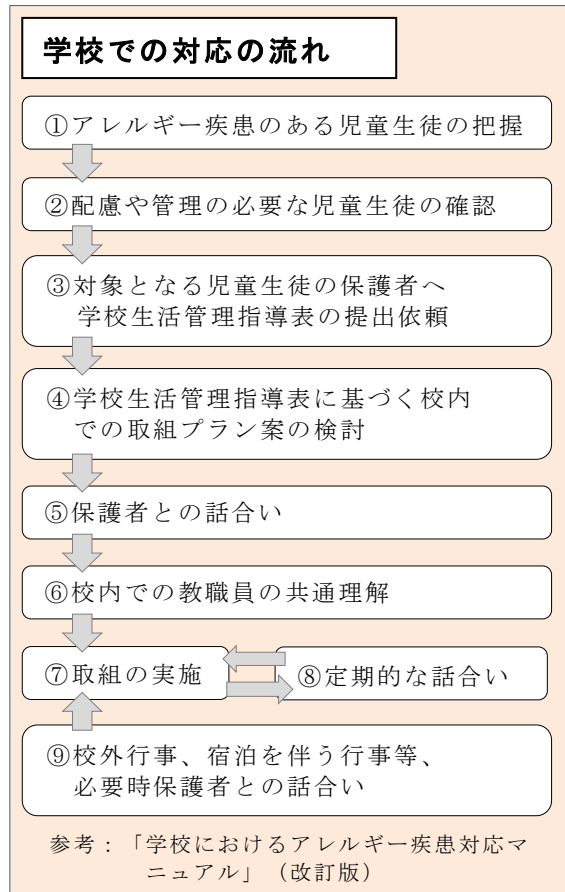 学校での対応の流れ
①アレルギー疾患のある児童生徒の把握
②配慮や管理の必要な児童生徒の確認
③対象となる児童生徒の保護者へ
学校生活管理指導表の提出依頼
④学校生活管理指導表に基づく校内
での取組プラン案の検討
⑤保護者との話合い
⑥校内での教職員の共通理解
⑦取組の実施
⑧定期的な話合い
⑨校外行事、宿泊を伴う行事等、
必要時保護者との話合い
参考：「学校におけるアレルギー疾患対応マ
ニュアル」（改訂版）